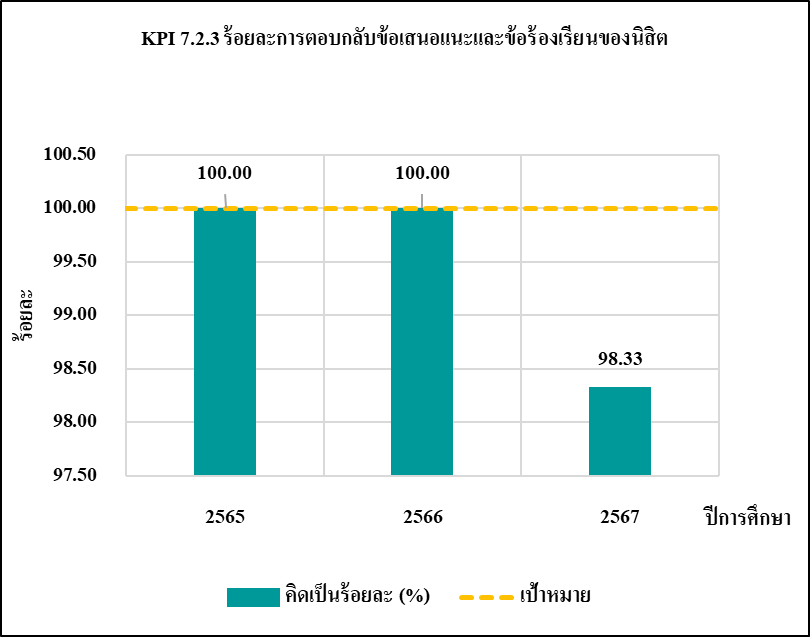 KPI 7.2.3 ร้อยละการตอบกลับข้อเสนอแนะและข้อร้องเรียนของนิสิต
100.50
100.00
99.50
99.00
98.50
98.00
97.50
ร้อยละ
100.00
100.00
98.33
2565
2566
2567
ปีการศึกษา
คิดเป็นร้อยละ (%)
เป้าหมาย